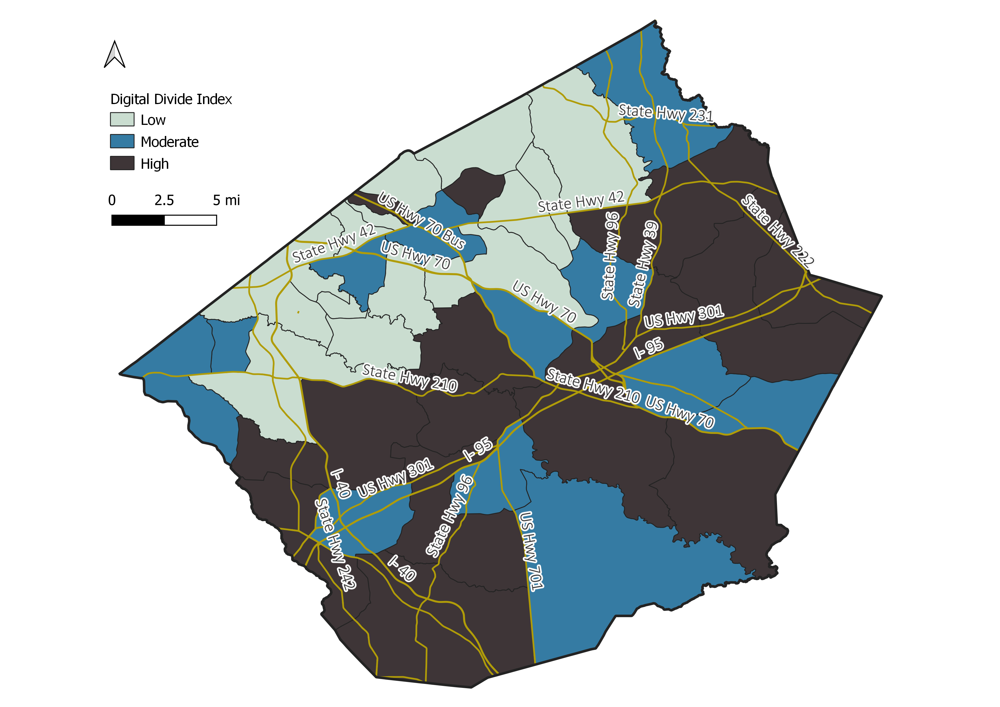 Digital Divide Index
Low
Moderate
High
0 2.5 5 mi
State Hwy 231
US Hwy 70 Bus
State Hwy 42
State Hwy 42
State Hwy 222
State Hwy 96
State Hwy 39
US Hwy 70
US Hwy 70
US Hwy 301
I- 95
State Hwy 210
State Hwy 210
US Hwy 70
I- 95
US Hwy 301
I- 40
State Hwy 96
State Hwy 242
US Hwy 701
I- 40